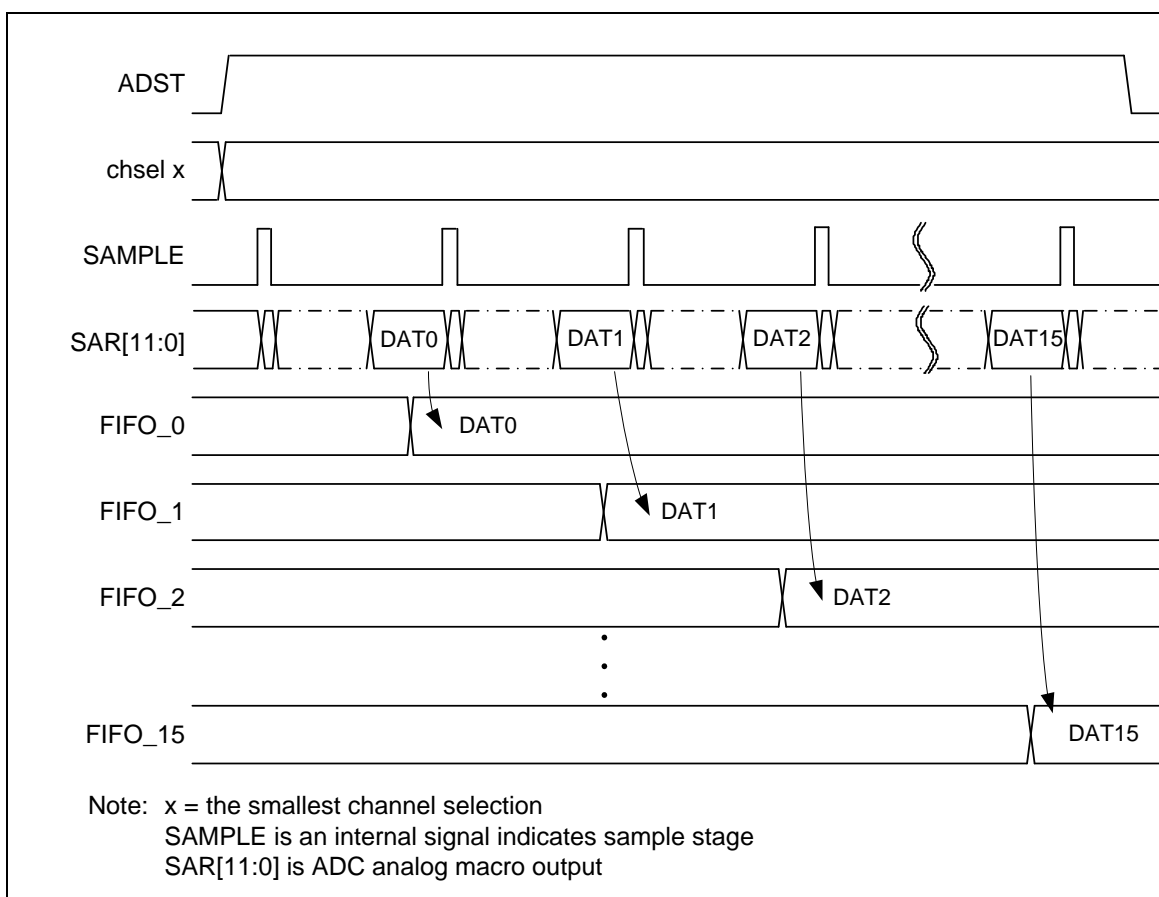 ADST
chsel x
SAMPLE
SAR[11:0]
DAT0
DAT1
DAT2
DAT15
FIFO_0
DAT0
FIFO_1
DAT1
FIFO_2
DAT2
FIFO_15
DAT15
Note: x = the smallest channel selection
SAMPLE is an internal signal indicates sample stage
SAR[11:0] is ADC analog macro output